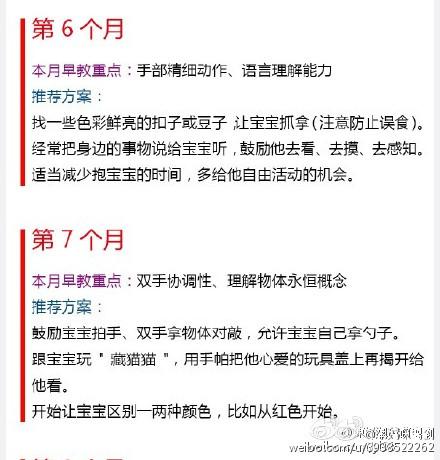 第 6 个月
本月早教重点：手部精细动作、语言理解能力
推荐方案：
找一些色彩鲜亮的扣子或豆子,让宝宝抓拿(注意防止误食)。
经常把身边的事物说给宝宝听,鼓励他去看、去摸、去感知。
适当减少抱宝宝的时间，多给他自由活动的机会。
第 7 个月
本月早教重点：双手协调性、理解物体永恒概念
推荐方案：
鼓励宝宝拍手、双手拿物体对敲，允许宝宝自己拿勺子。
跟宝宝玩 " 藏猫猫 "，用手帕把他心爱的玩具盖上再揭开给
他看。
开始让宝宝区别一两种颜色，比如从红色开始。